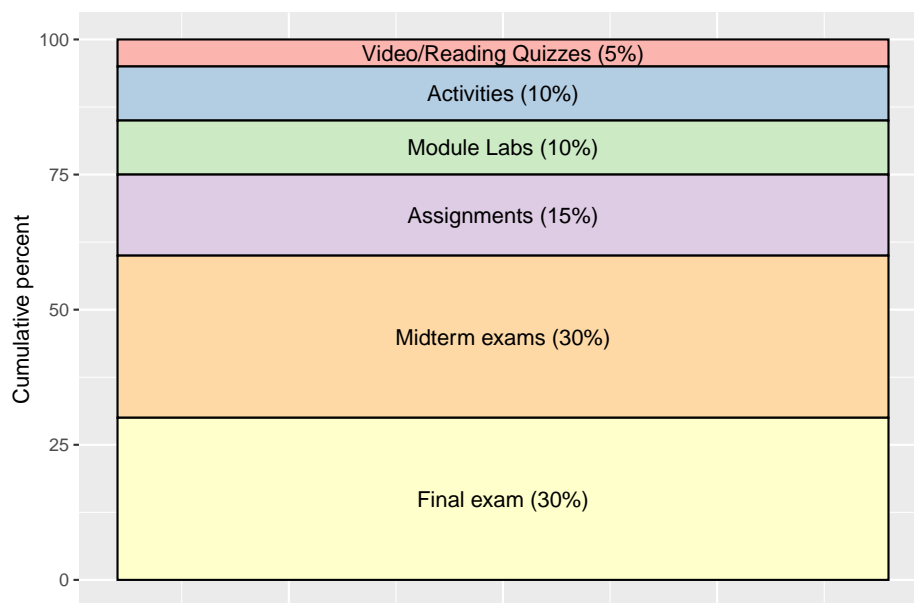 100
75
50
25
0
Cumulative percent
Video/Reading Quizzes (5%)
Activities (10%)
Module Labs (10%)
Assignments (15%)
Midterm exams (30%)
Final exam (30%)